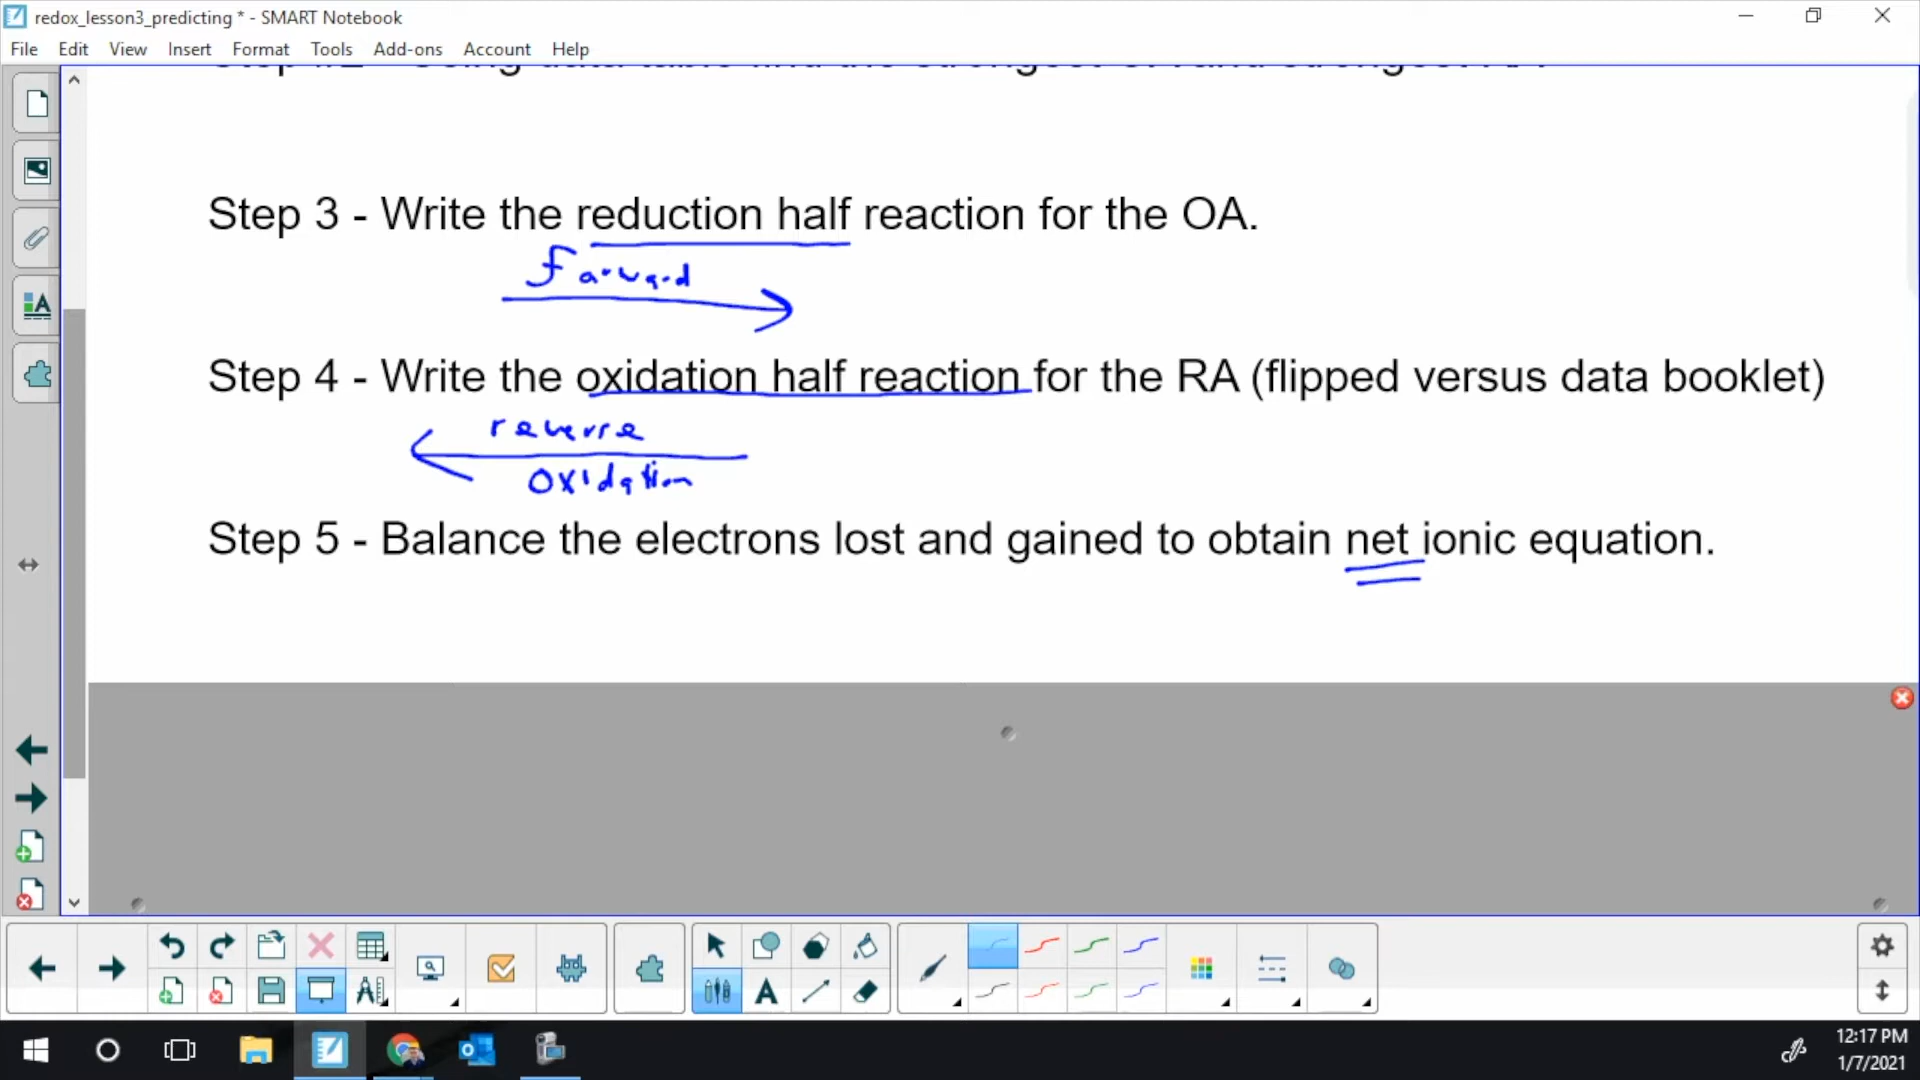 redox_lesson3_predicting * - SMART Notebook
File Edit View Insert Format Tools Add-ons Account Help
Step 3 - Write the reduction half reaction for the OA.
forward
Step 4 - Write the oxidation half reaction for the RA (flipped versus data booklet)
reverse
oxidation
Step 5 - Balance the electrons lost and gained to obtain net ionic equation.
12:17 PM
1/7/2021